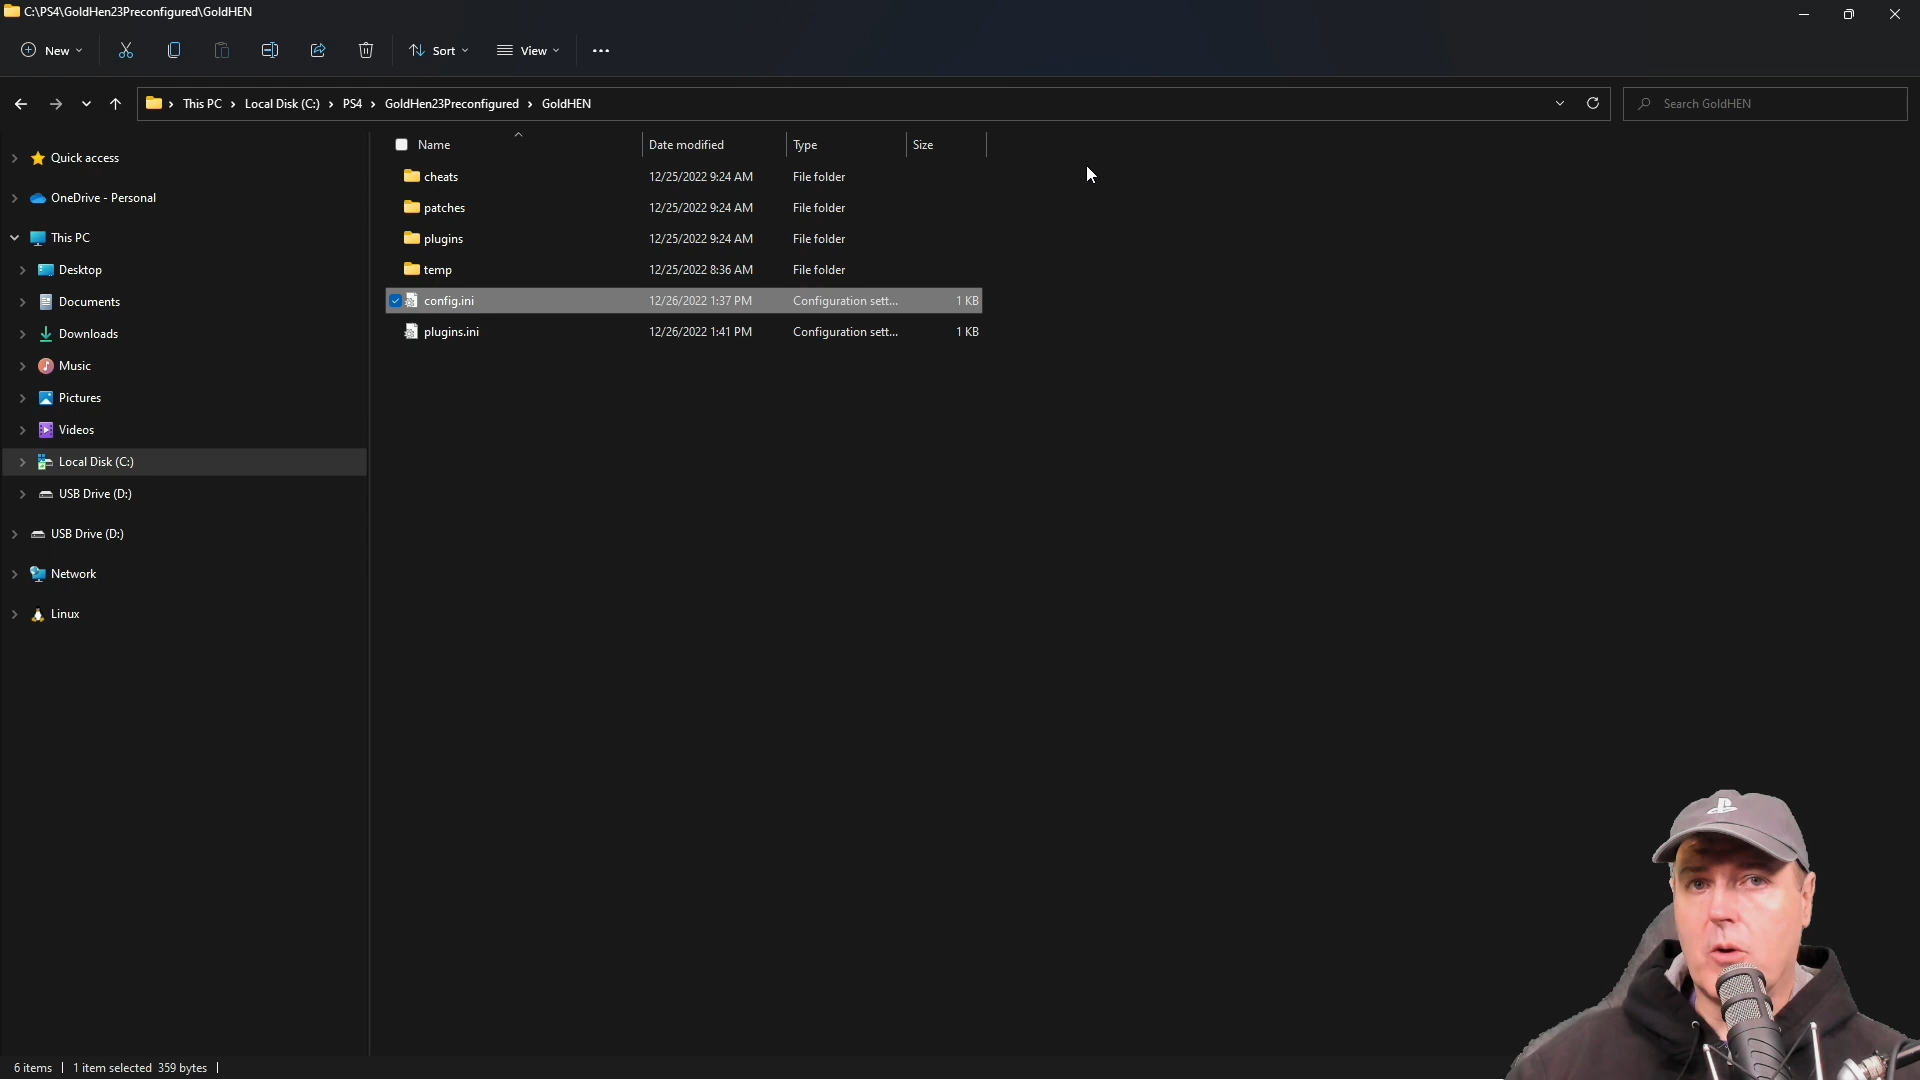 C:\PS4\GoldHen23Preconfigured\GoldHEN
New
Sort
View
This PC
Local Disk (C:)
PS4
GoldHen23Preconfigured
GoldHEN
Search GoldHEN
Name
Date modified
Type
Size
cheats 12/25/2022 9:24 AM File folder
patches 12/25/2022 9:24 AM File folder
plugins 12/25/2022 9:24 AM File folder
temp 12/25/2022 8:36 AM File folder
config.ini 12/26/2022 1:37 PM Configuration sett... 1 KB
plugins.ini 12/26/2022 1:41 PM Configuration sett... 1 KB
Quick access
OneDrive - Personal
This PC
Desktop
Documents
Downloads
Music
Pictures
Videos
Local Disk (C:)
USB Drive (D:)
USB Drive (D:)
Network
Linux
6 items
1 item selected 359 bytes